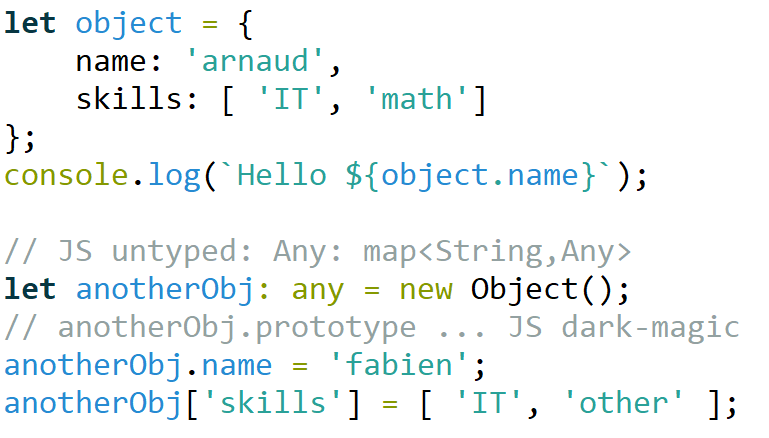 let object = {
    name: 'arnaud',
    skills: [ 'IT', 'math']
};
console.log(`Hello ${object.name}`);

// JS untyped: Any: map<String,Any>
let anotherObj: any = new Object();
// anotherObj.prototype ... JS dark-magic
anotherObj.name = 'fabien';
anotherObj['skills'] = [ 'IT', 'other' ];